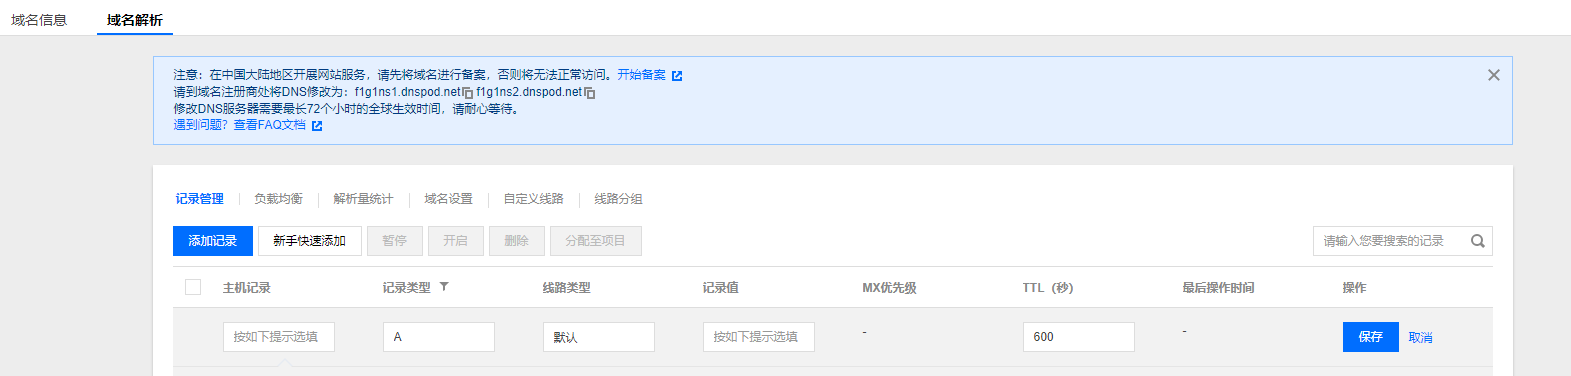 域名信息 域名解析
注意：在中国大陆地区开展网站服务，请先将域名进行备案，否则将无法正常访问。开始备案
请到域名注册商处将DNS修改为：f1g1ns1.dnspod.net f1g1ns2.dnspod.net
修改DNS服务器需要最长72个小时的全球生效时间，请耐心等待。
遇到问题？查看FAQ文档
记录管理 负载均衡 解析量统计 域名设置 自定义线路 线路分组
添加记录 新手快速添加 暂停 开启 删除 分配至项目 请输入您要搜索的记录
主机记录 记录类型 线路类型 记录值 MX优先级 TTL（秒） 最后操作时间 操作
按如下提示选填 A 默认 按如下提示选填 - 600 - 保存 取消